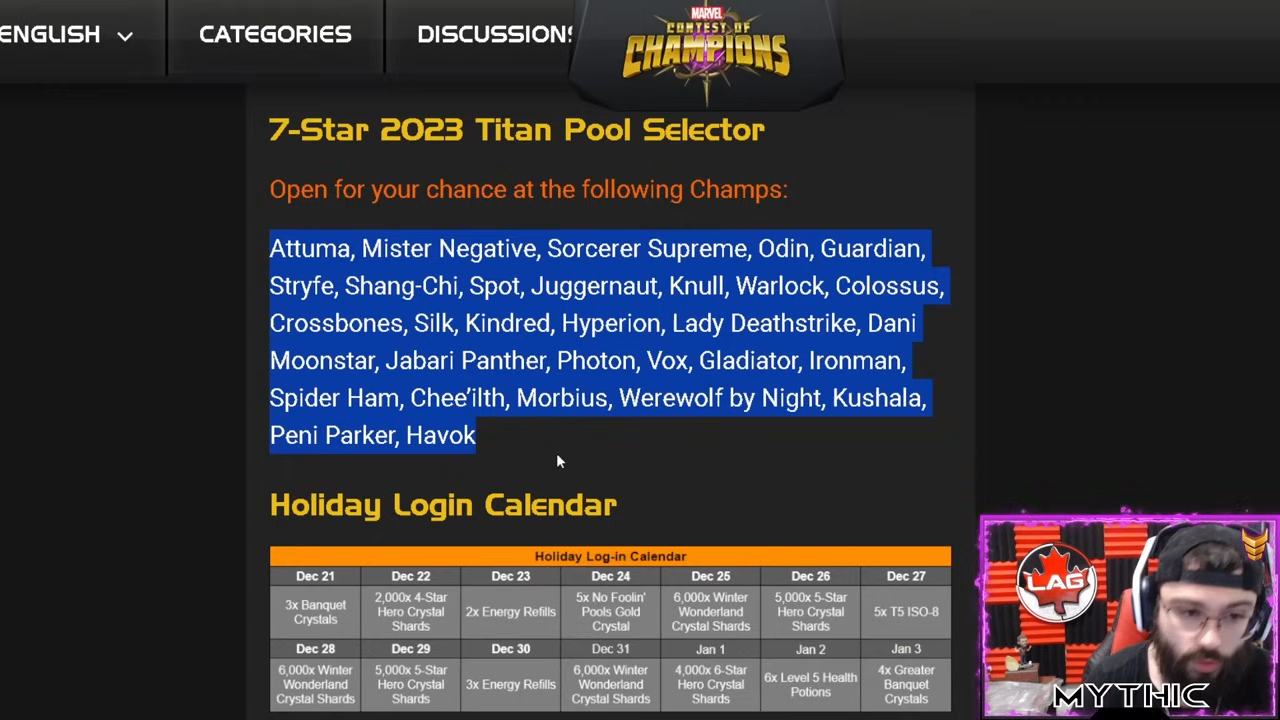 ENGLISH
CATEGORIES
DISCUSSIONS
MARVEL
CONTEST OF
CHAMPIONS
7-Star 2023 Titan Pool Selector
Open for your chance at the following Champs:
Attuma, Mister Negative, Sorcerer Supreme, Odin, Guardian,
Stryfe, Shang-Chi, Spot, Juggernaut, Knull, Warlock, Colossus,
Crossbones, Silk, Kindred, Hyperion, Lady Deathstrike, Dani
Moonstar, Jabari Panther, Photon, Vox, Gladiator, Ironman,
Spider Ham, Chee’ilth, Morbius, Werewolf by Night, Kushala,
Peni Parker, Havok
Holiday Login Calendar
Holiday Log-in Calendar
Dec 21 Dec 22 Dec 23 Dec 24 Dec 25 Dec 26 Dec 27
3x Banquet
Crystals
2,000x 4-Star
Hero Crystal
Shards
2x Energy Refills
5x No Foolin'
Pools Gold
Crystal
6,000x Winter
Wonderland
Crystal Shards
5,000x 5-Star
Hero Crystal
Shards
5x T5 ISO-8
Dec 28 Dec 29 Dec 30 Dec 31 Jan 1 Jan 2 Jan 3
6,000x Winter
Wonderland
Crystal Shards
5,000x 5-Star
Hero Crystal
Shards
3x Energy Refills
6,000x Winter
Wonderland
Crystal Shards
4,000x 6-Star
Hero Crystal
Shards
6x Level 5 Health
Potions
4x Greater
Banquet
Crystals
LAG
MYTHIC